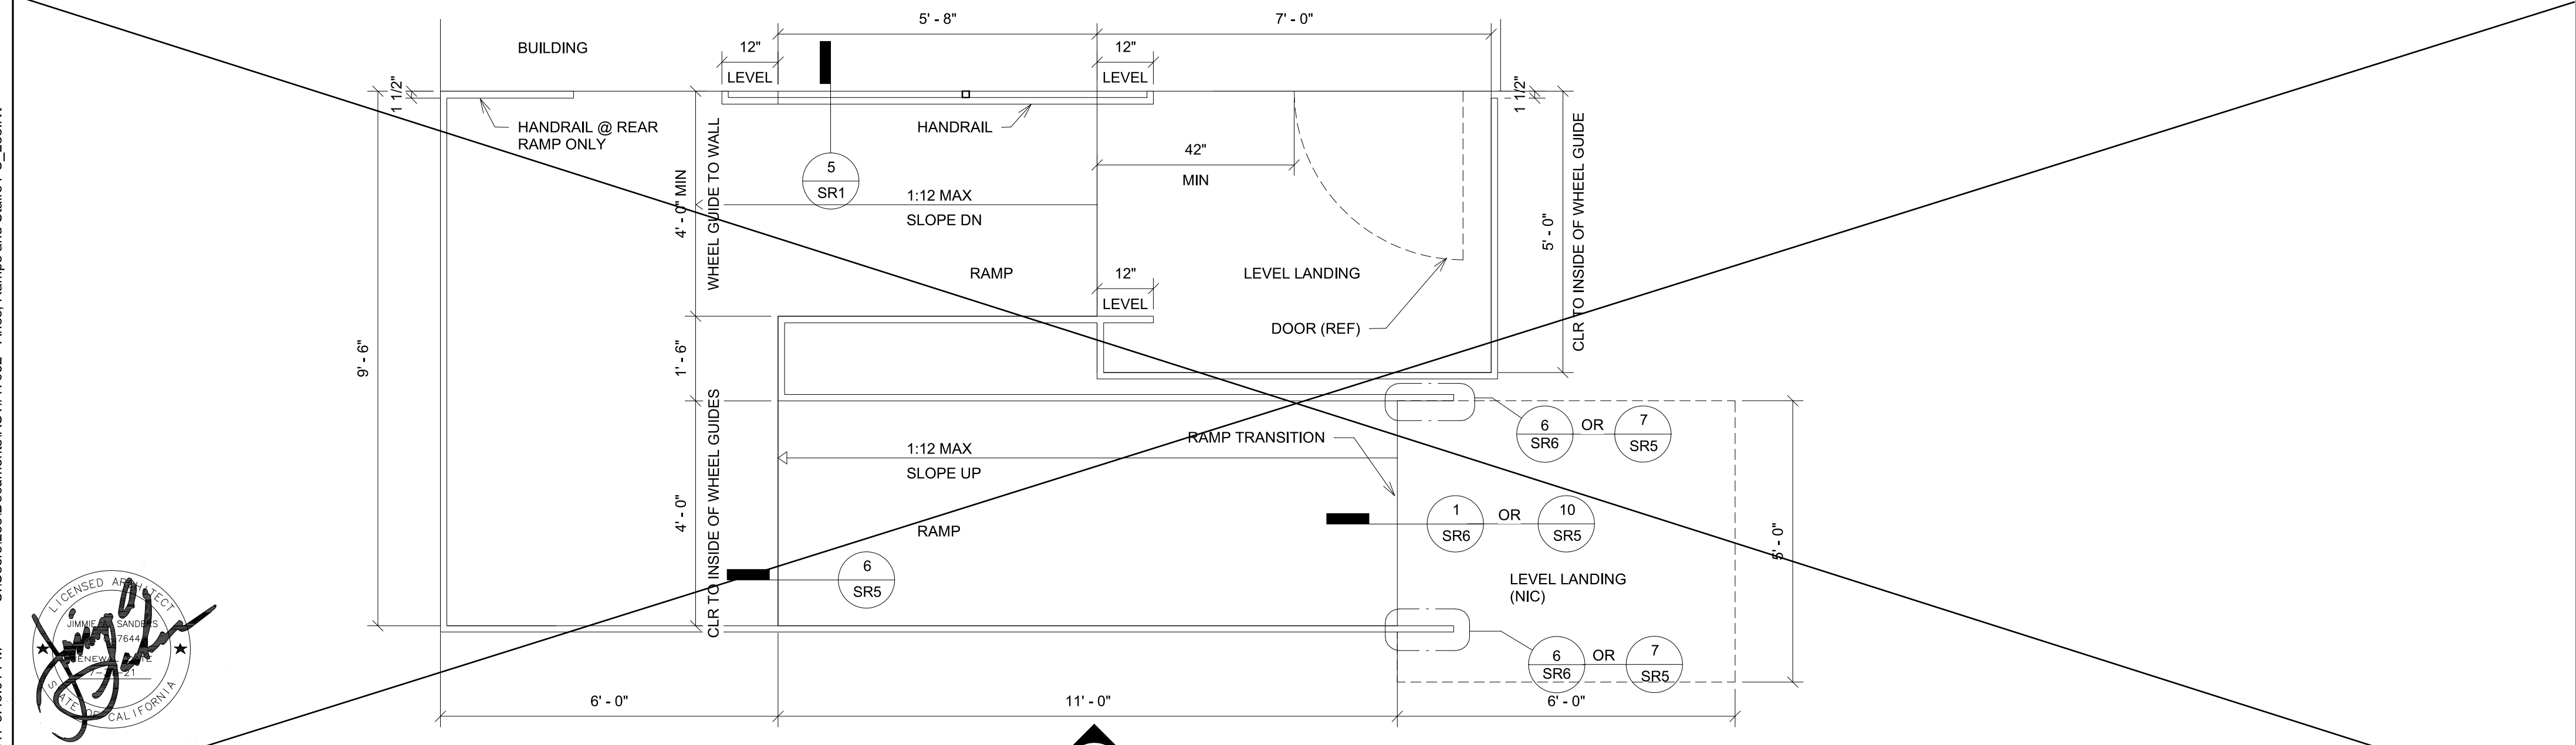 5' - 8"
7' - 0"
BUILDING
12"
LEVEL
12"
LEVEL
1 1/2"
1 1/2"
HANDRAIL @ REAR
RAMP ONLY
HANDRAIL
5
SR1
42"
MIN
4' - 0" MIN
WHEEL GUIDE TO WALL
1:12 MAX
SLOPE DN
RAMP
12"
LEVEL
LEVEL LANDING
DOOR (REF)
5' - 0"
CLR TO INSIDE OF WHEEL GUIDE
9' - 6"
1' - 6"
4' - 0"
CLR TO INSIDE OF WHEEL GUIDES
1:12 MAX
SLOPE UP
RAMP
RAMP TRANSITION
6
SR6
OR
7
SR5
1
SR6
OR
10
SR5
6
SR5
LEVEL LANDING
(NIC)
5' - 0"
6
SR6
OR
7
SR5
6' - 0"
11' - 0"
6' - 0"
LICENSED ARCHITECT
JIMMIE A. SANDERS
STATE OF CALIFORNIA